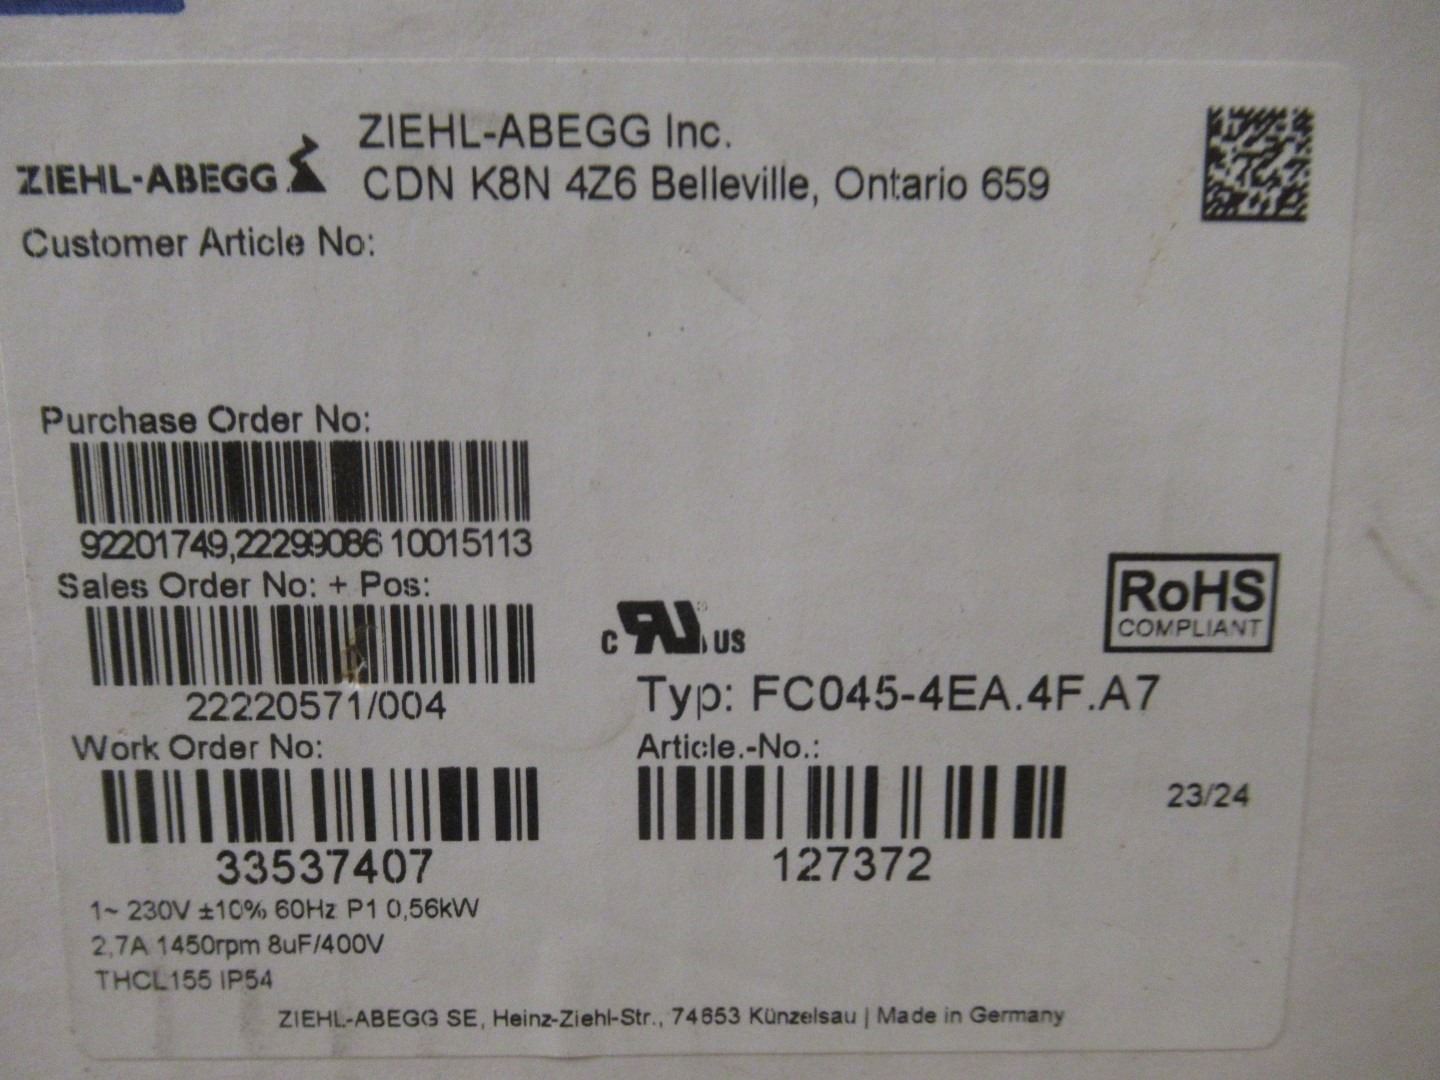 ZIEHL-ABEGG
ZIEHL-ABEGG Inc.
CDN K8N 4Z6 Belleville, Ontario 659
Customer Article No:
Purchase Order No:
92201749,22299086 10015113
Sales Order No: + Pos:
22220571/004
Work Order No:
33537407
1~ 230V ±10% 60Hz P1 0,56kW
2,7A 1450rpm 8uF/400V
THCL155 IP54
RoHS
COMPLIANT
c RU US
Typ: FC045-4EA.4F.A7
Article.-No.:
127372
23/24
ZIEHL-ABEGG SE, Heinz-Ziehl-Str., 74653 Künzelsau | Made in Germany